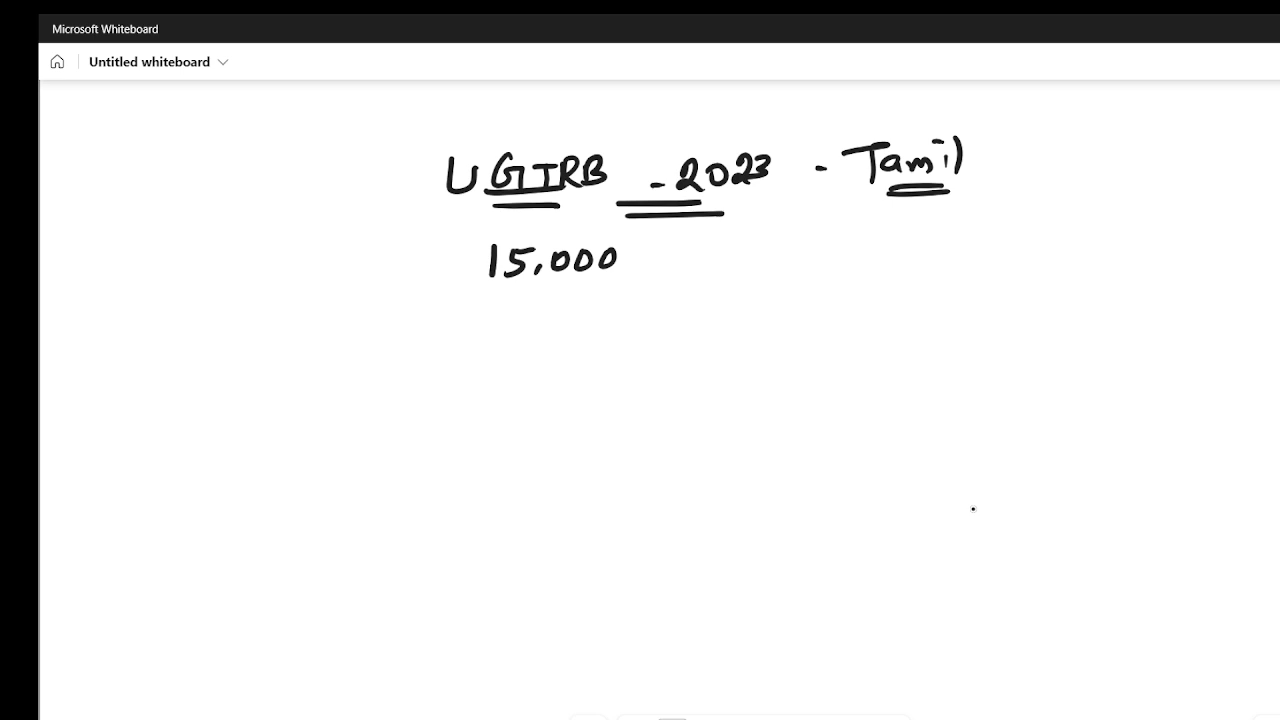 Microsoft Whiteboard
Untitled whiteboard
UGTRB - 2023 - Tamil
15,000